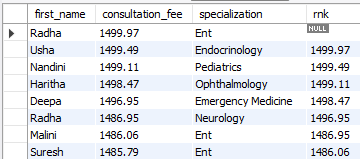 first_name consultation_fee specialization rnk
Radha 1499.97 Ent NULL
Usha 1499.49 Endocrinology 1499.97
Nandini 1499.11 Pediatrics 1499.49
Haritha 1498.47 Ophthalmology 1499.11
Deepa 1496.95 Emergency Medicine 1498.47
Radha 1486.95 Neurology 1496.95
Malini 1486.06 Ent 1486.95
Suresh 1485.79 Ent 1486.06